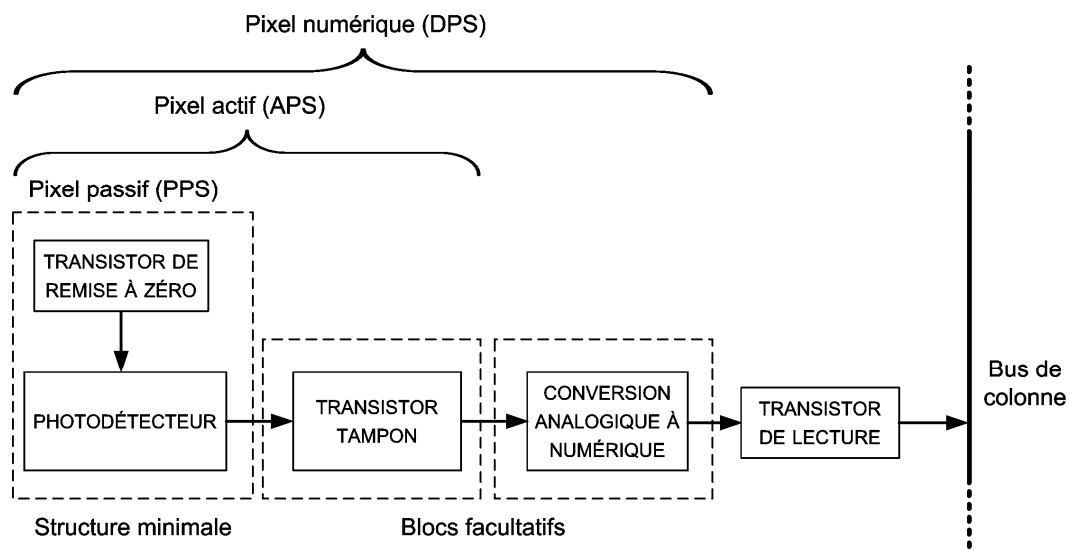 Pixel numérique (DPS)
Pixel actif (APS)
Pixel passif (PPS)
TRANSISTOR DE
REMISE À ZÉRO
PHOTODÉTECTEUR
TRANSISTOR
TAMPON
CONVERSION
ANALOGIQUE À
NUMÉRIQUE
TRANSISTOR
DE LECTURE
Bus de
colonne
Structure minimale
Blocs facultatifs